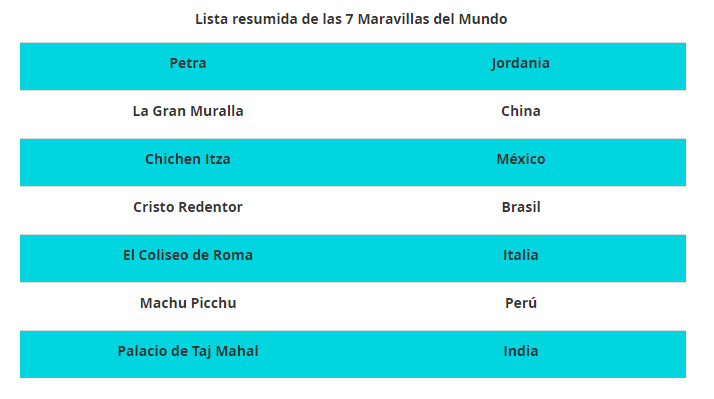 Lista resumida de las 7 Maravillas del Mundo
Petra Jordania
La Gran Muralla China
Chichen Itza México
Cristo Redentor Brasil
El Coliseo de Roma Italia
Machu Picchu Perú
Palacio de Taj Mahal India